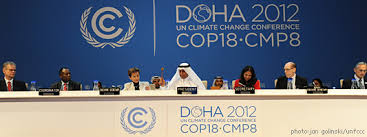 DOHA 2012
UN CLIMATE CHANGE CONFERENCE
COP18·CMP8
PRESIDENT
DOHA 2012
UN CLIMATE CHANGE CONFERENCE
COP18·CMP8
photo: jan golinski/unfccc